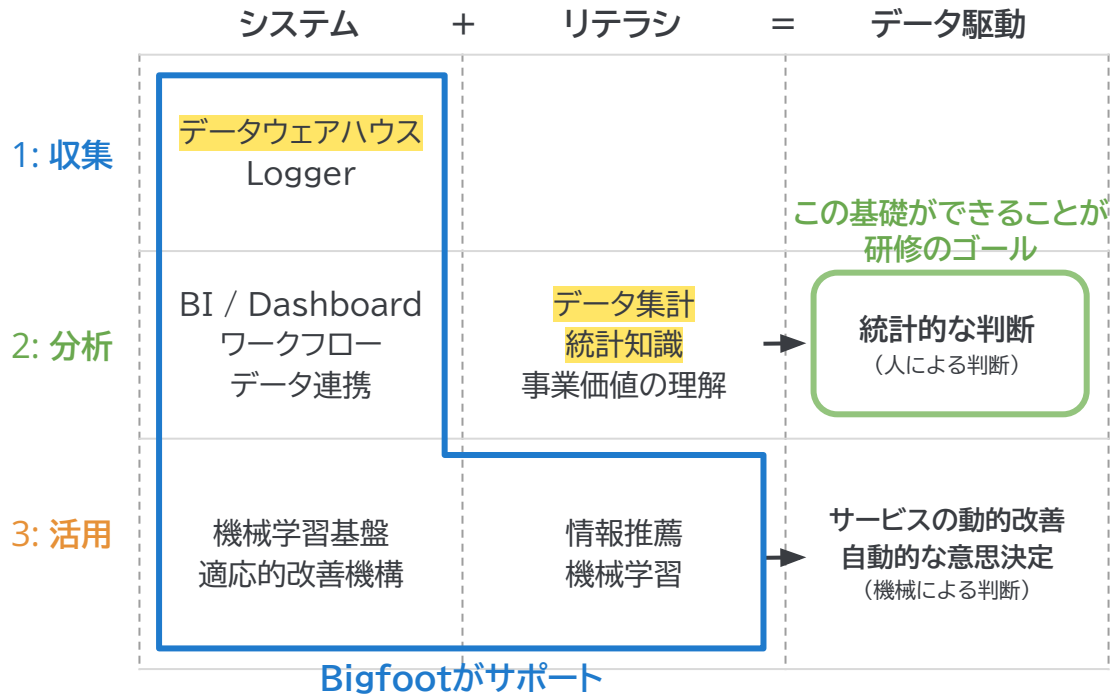 システム + リテラシ = データ駆動
1: 収集
データウェアハウス
Logger
この基礎ができることが
研修のゴール
2: 分析
BI / Dashboard
ワークフロー
データ連携
データ集計
統計知識
事業価値の理解
統計的な判断
(人による判断)
3: 活用
機械学習基盤
適応的改善機構
情報推薦
機械学習
サービスの動的改善
自動的な意思決定
(機械による判断)
Bigfootがサポート